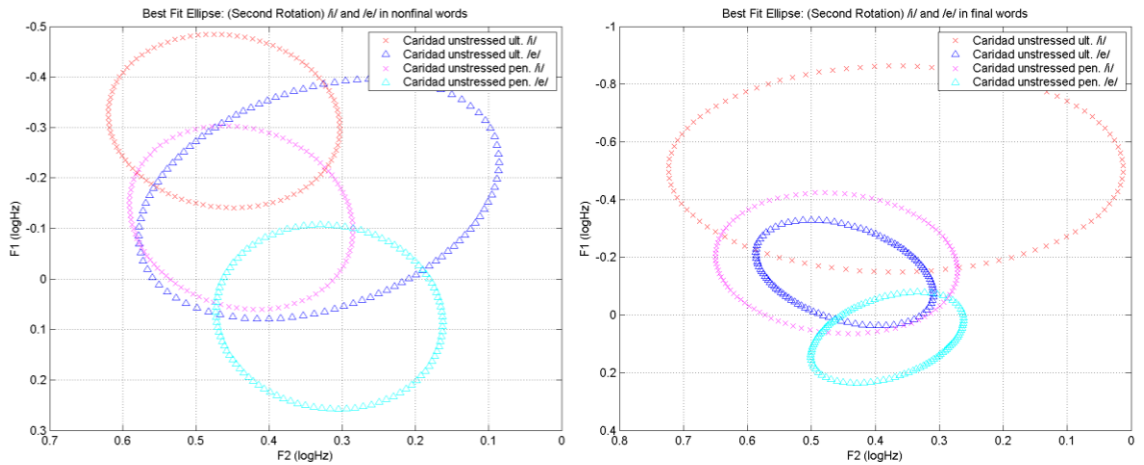 Best Fit Ellipse: (Second Rotation) /i/ and /e/ in nonfinal words
-0.5
-0.4
-0.3
-0.2
-0.1
0
0.1
0.2
0.3
F1 (logHz)
Caridad unstressed ult. /i/
Caridad unstressed ult. /e/
Caridad unstressed pen. /i/
Caridad unstressed pen. /e/
0.7 0.6 0.5 0.4 0.3 0.2 0.1 0
F2 (logHz)
Best Fit Ellipse: (Second Rotation) /i/ and /e/ in final words
-1
-0.8
-0.6
-0.4
-0.2
0
0.2
0.4
F1 (logHz)
Caridad unstressed ult. /i/
Caridad unstressed ult. /e/
Caridad unstressed pen. /i/
Caridad unstressed pen. /e/
0.8 0.7 0.6 0.5 0.4 0.3 0.2 0.1 0
F2 (logHz)